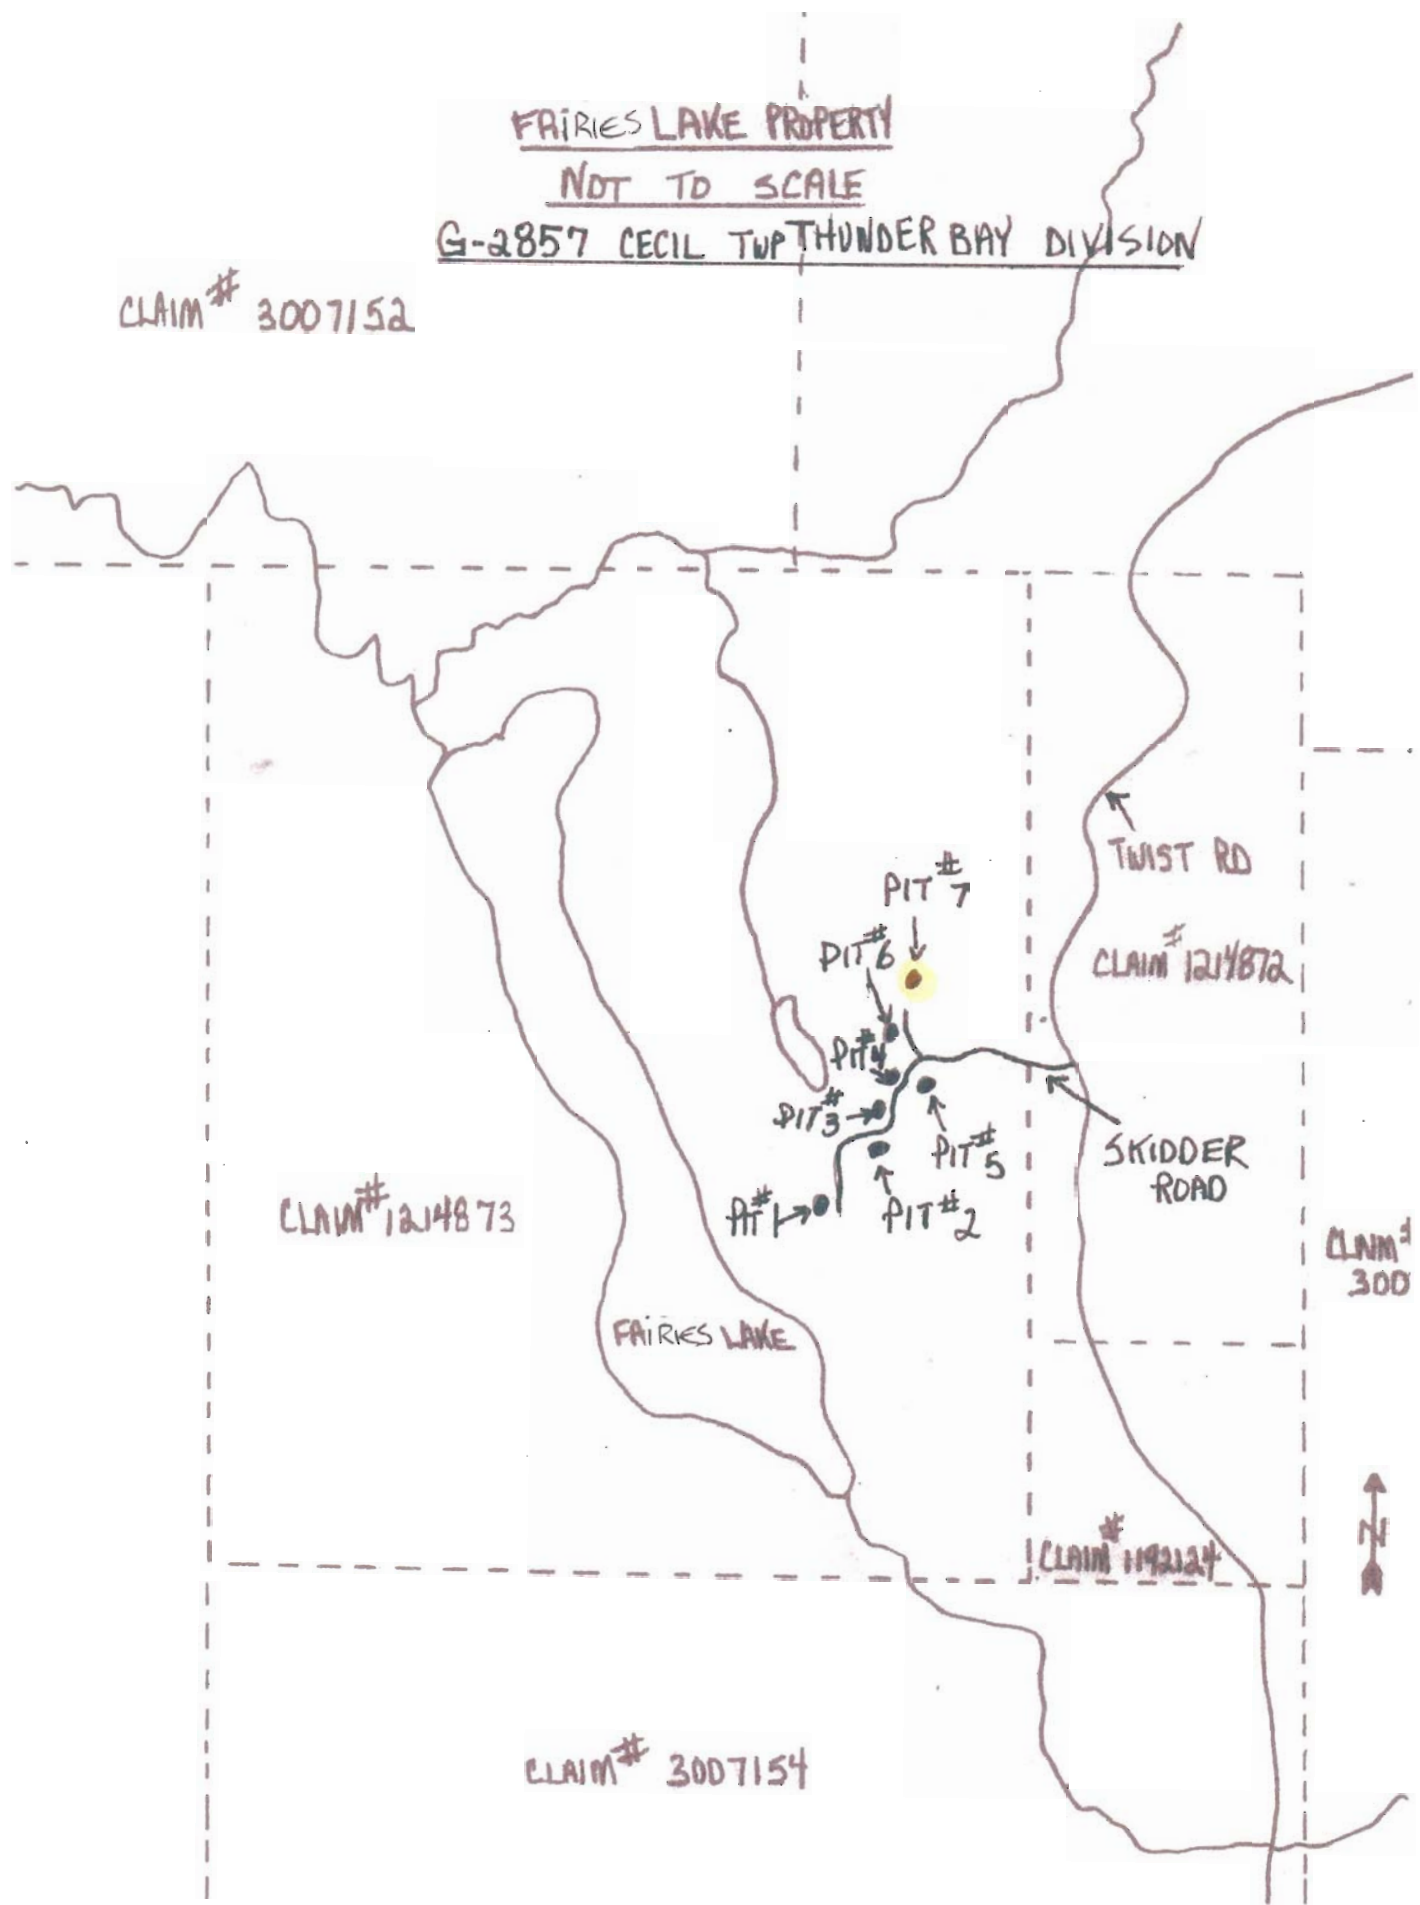 FAIRIES LAKE PROPERTY
NOT TO SCALE
G-2857 CECIL TWP THUNDER BAY DIVISION
CLAIM # 3007152
TWIST RD
PIT #7
PIT #6
CLAIM # 1214872
PIT #4
PIT #3
PIT #5
SKIDDER
ROAD
PIT #1
PIT #2
CLAIM # 1214873
CLAIM #
300
FAIRIES LAKE
N
CLAIM # 1192124
CLAIM # 3007154